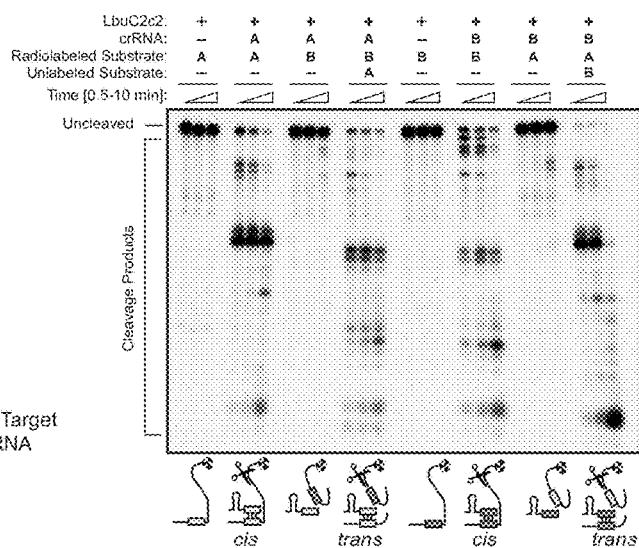 LbuC2c2: + + + + + + + +
crRNA: – A A A – B B B
Radiolabeled Substrate: A A B B B B A A
Unlabeled Substrate: – – – A – – – B
Time [0.5-10 min]:
Uncleaved
Cleavage Products
Target
RNA
cis trans cis trans